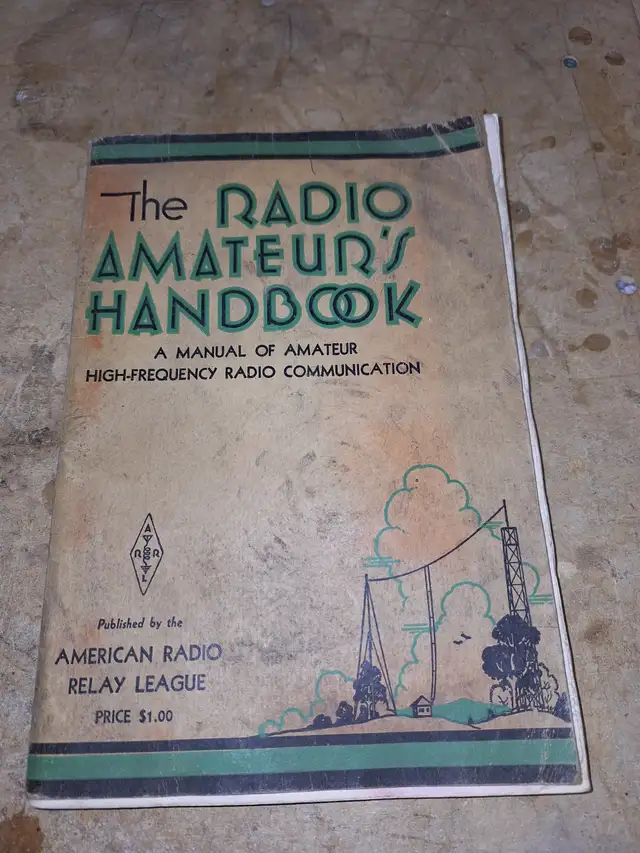 The RADIO
AMATEUR'S
HANDBOOK
A MANUAL OF AMATEUR
HIGH-FREQUENCY RADIO COMMUNICATION
A
R R
L
Published by the
AMERICAN RADIO
RELAY LEAGUE
PRICE $1.00